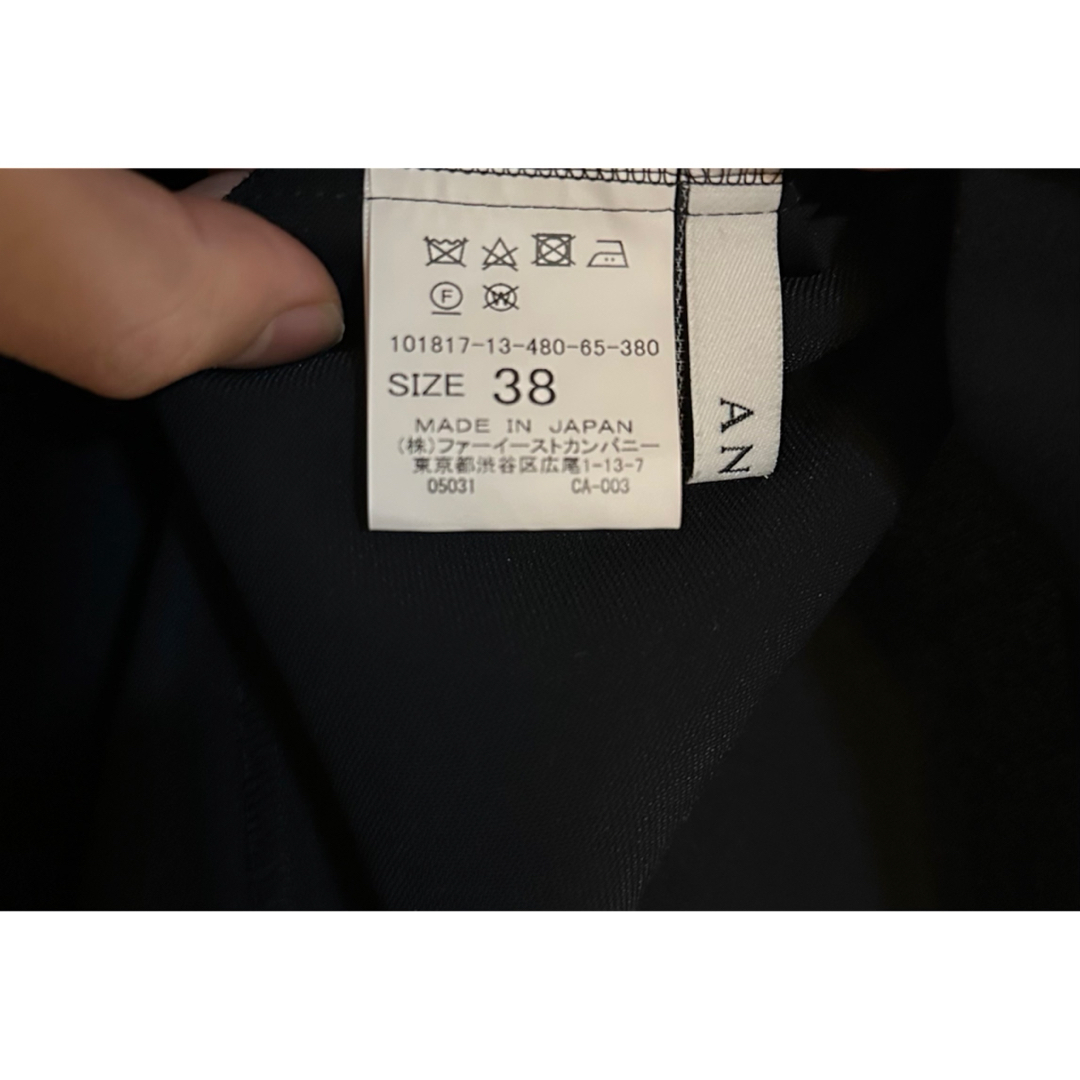 F W
101817-13-480-65-380
SIZE 38
MADE IN JAPAN
(株)ファーイーストカンパニー
東京都渋谷区広尾1-13-7
05031 CA-003
AN